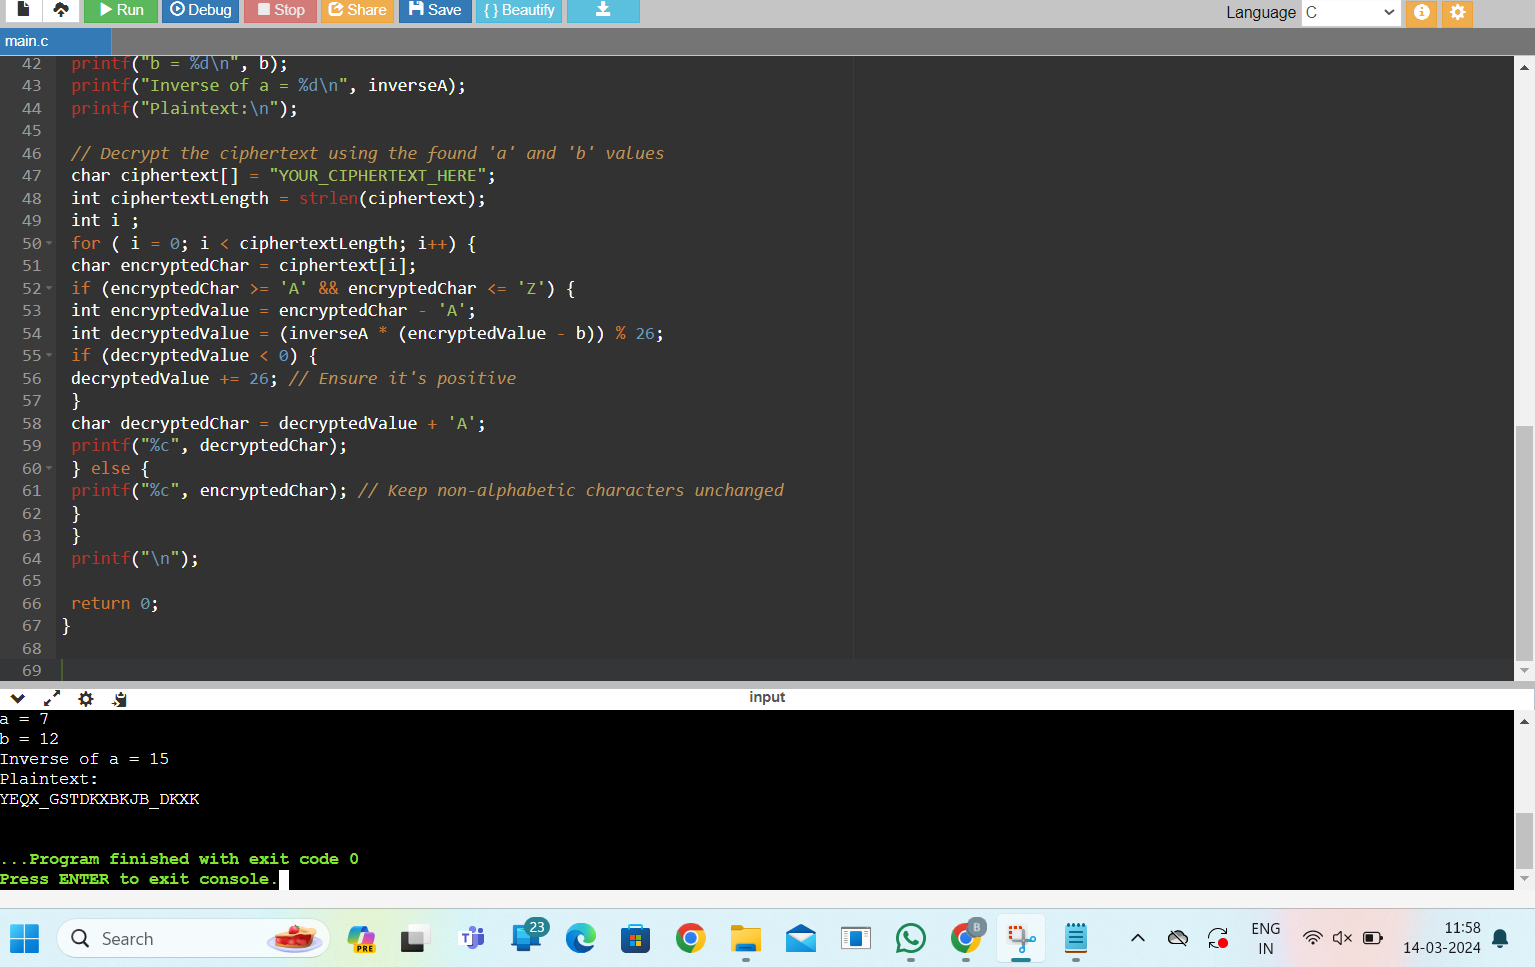 Run Debug Stop Share Save { } Beautify Language C
main.c
42 printf("b = %d\n", b);
43 printf("Inverse of a = %d\n", inverseA);
44 printf("Plaintext:\n");
45
46 // Decrypt the ciphertext using the found 'a' and 'b' values
47 char ciphertext[] = "YOUR_CIPHERTEXT_HERE";
48 int ciphertextLength = strlen(ciphertext);
49 int i ;
50 for ( i = 0; i < ciphertextLength; i++) {
51 char encryptedChar = ciphertext[i];
52 if (encryptedChar >= 'A' && encryptedChar <= 'Z') {
53 int encryptedValue = encryptedChar - 'A';
54 int decryptedValue = (inverseA * (encryptedValue - b)) % 26;
55 if (decryptedValue < 0) {
56 decryptedValue += 26; // Ensure it's positive
57 }
58 char decryptedChar = decryptedValue + 'A';
59 printf("%c", decryptedChar);
60 } else {
61 printf("%c", encryptedChar); // Keep non-alphabetic characters unchanged
62 }
63 }
64 printf("\n");
65
66 return 0;
67 }
68
69
input
a = 7
b = 12
Inverse of a = 15
Plaintext:
YEQX_GSTDKXBKJB_DKXK
...Program finished with exit code 0
Press ENTER to exit console.
Search PRE 23 B ENG 11:58
IN 14-03-2024